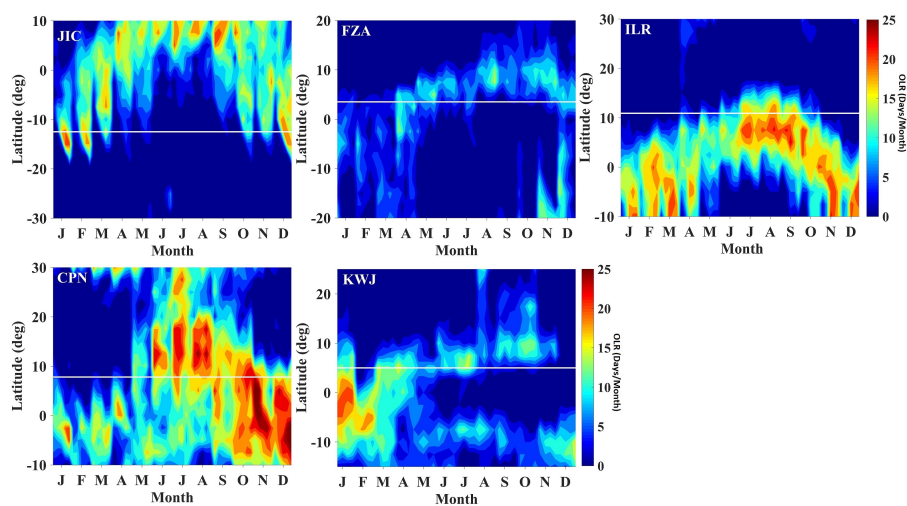 JIC
10
0
-10
-20
-30
Latitude (deg)
J F M A M J J A S O N D
Month
FZA
20
10
0
-10
-20
Latitude (deg)
J F M A M J J A S O N D
Month
ILR
30
20
10
0
-10
Latitude (deg)
J F M A M J J A S O N D
Month
25
20
15
10
5
0
OLR (Days/Month)
CPN
30
20
10
0
-10
Latitude (deg)
J F M A M J J A S O N D
Month
KWJ
20
10
0
-10
Latitude (deg)
J F M A M J J A S O N D
Month
25
20
15
10
5
0
OLR (Days/Month)